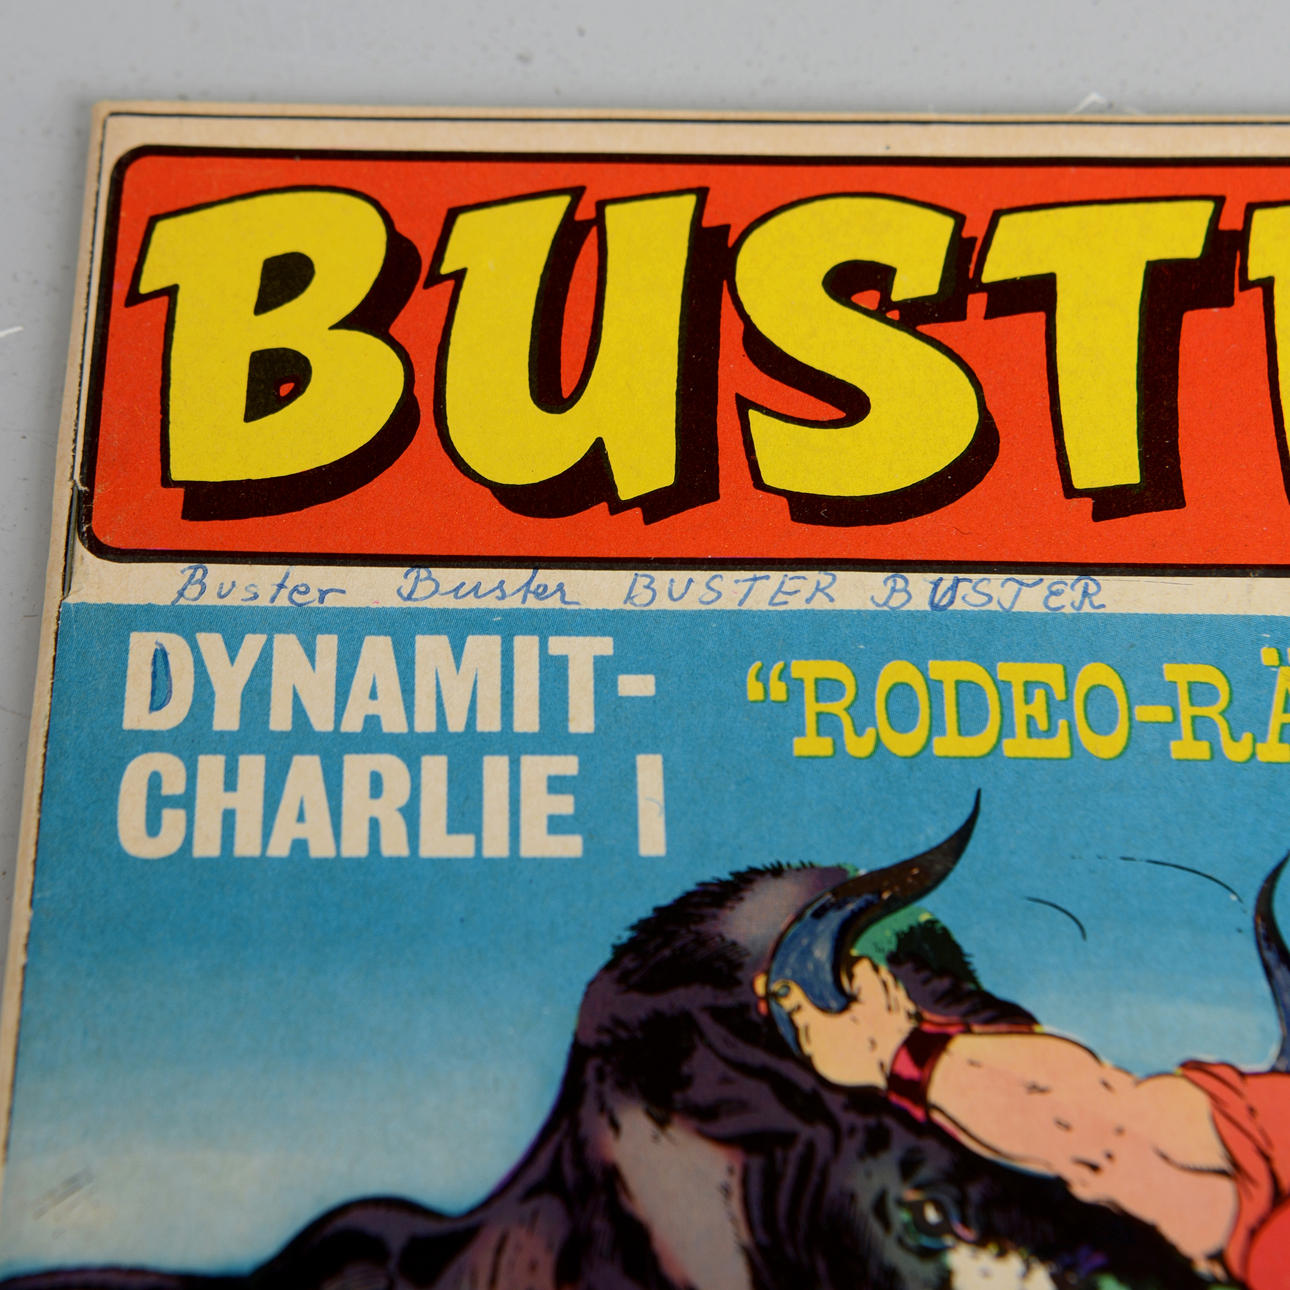 BUST
Buster Buster BUSTER BUSTER
DYNAMIT-
CHARLIE I
“RODEO-RÄ